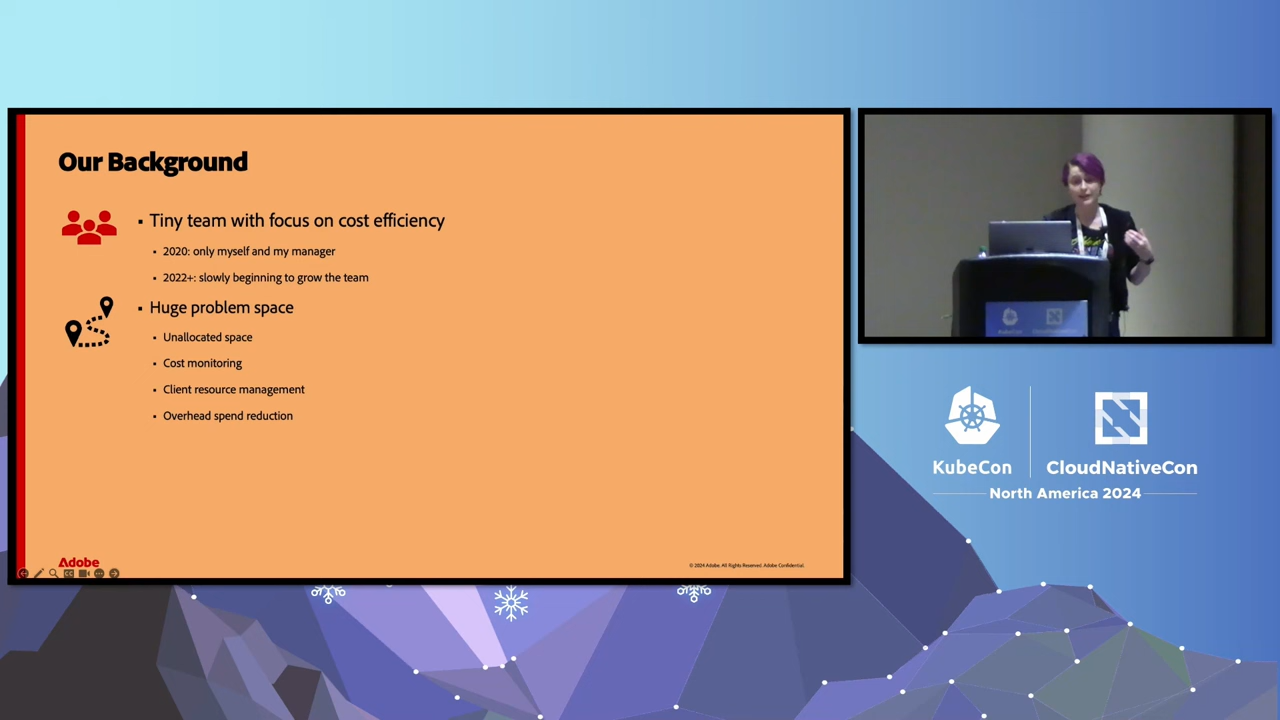 Our Background
Tiny team with focus on cost efficiency
2020: only myself and my manager
2022+: slowly beginning to grow the team
Huge problem space
Unallocated space
Cost monitoring
Client resource management
Overhead spend reduction
Adobe
© 2024 Adobe. All Rights Reserved. Adobe Confidential.
KubeCon
CloudNativeCon
KubeCon
CloudNativeCon
North America 2024